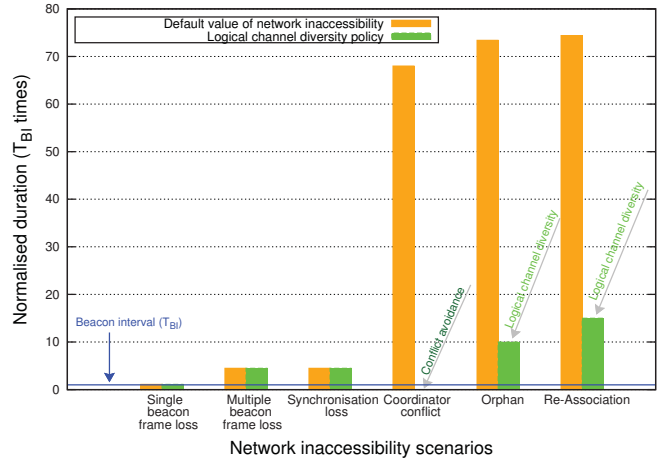 Default value of network inaccessibility
Logical channel diversity policy
Normalised duration (TBI times)
80
70
60
50
40
30
20
10
0
Beacon interval (TBI)
Conflict avoidance
Logical channel diversity
Logical channel diversity
Single beacon frame loss
Multiple beacon frame loss
Synchronisation loss
Coordinator conflict
Orphan
Re-Association
Network inaccessibility scenarios